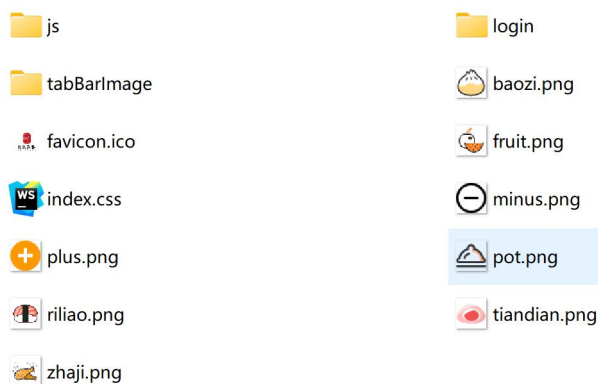 js
login
tabBarImage
baozi.png
favicon.ico
fruit.png
WS
index.css
minus.png
plus.png
pot.png
riliao.png
tiandian.png
zhaji.png